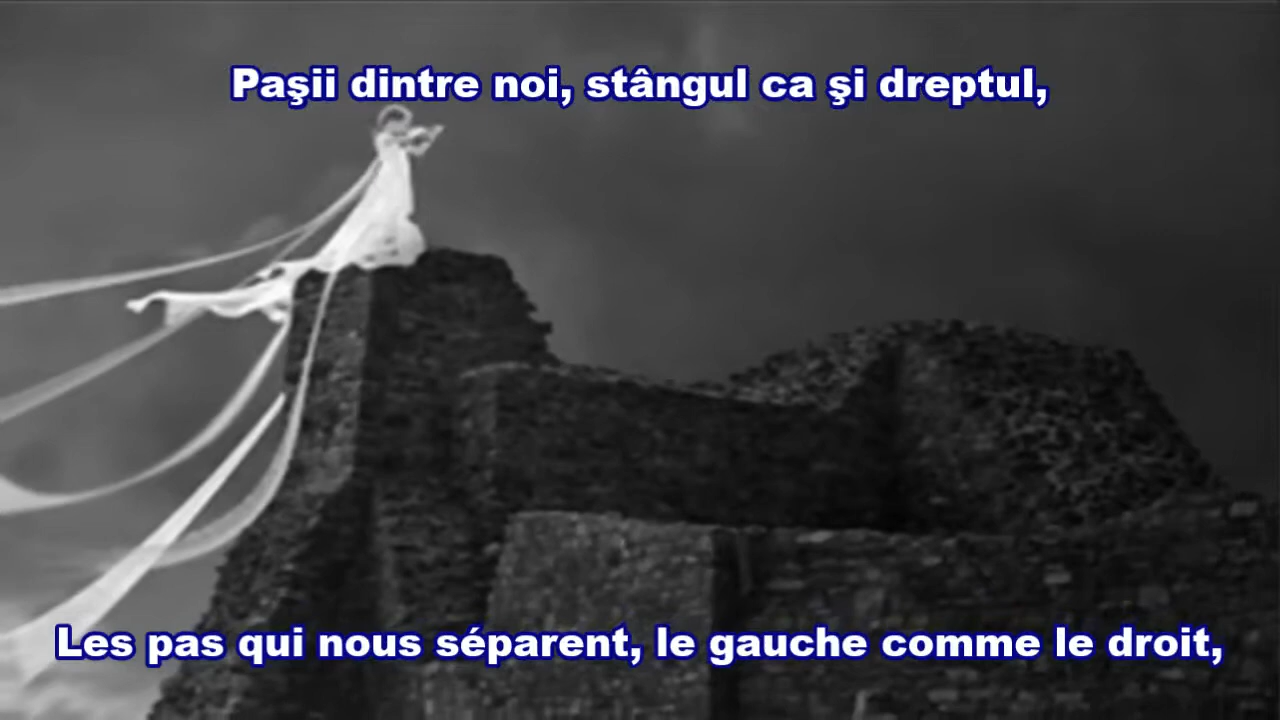 Paşii dintre noi, stângul ca şi dreptul,
Les pas qui nous séparent, le gauche comme le droit,